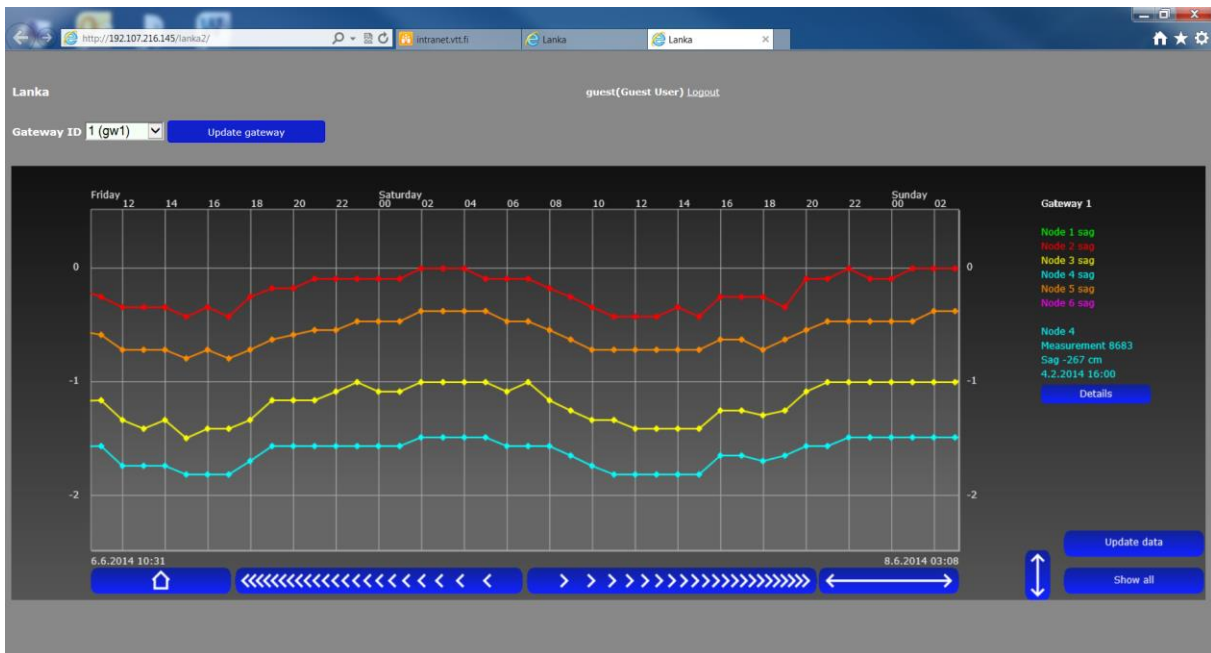 http://192.107.216.145/lanka2/ intranet.vtt.fi Lanka Lanka
Lanka guest(Guest User) Logout
Gateway ID 1 (gw1) Update gateway
Friday Saturday Sunday
12 14 16 18 20 22 00 02 04 06 08 10 12 14 16 18 20 22 00 02
0 0
-1 -1
-2 -2
6.6.2014 10:31 8.6.2014 03:08
Gateway 1
Node 1 sag
Node 2 sag
Node 3 sag
Node 4 sag
Node 5 sag
Node 6 sag
Node 4
Measurement 8683
Sag -267 cm
4.2.2014 16:00
Details
Update data
Show all